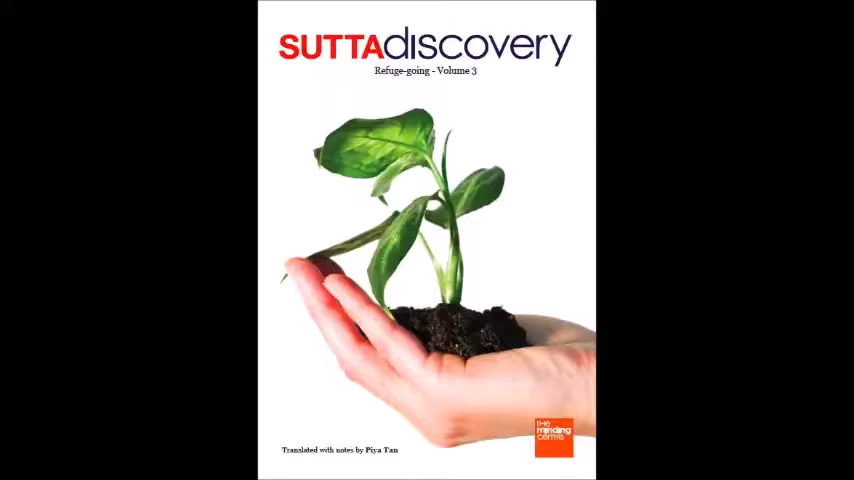 SUTTAdiscovery
Refuge-going - Volume 3
the
minding
centre
Translated with notes by Piya Tan